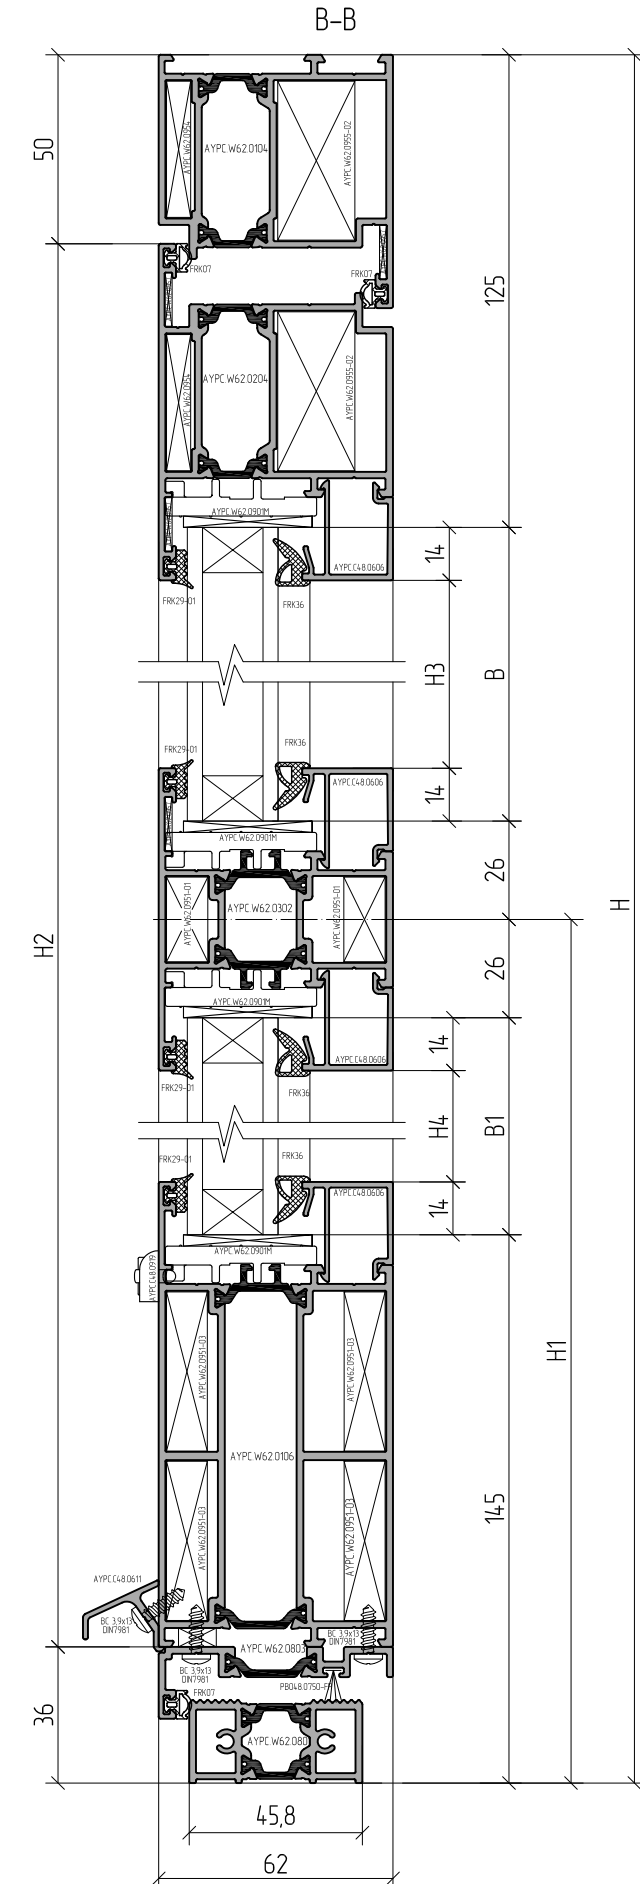 B-B
50
AYPC.W62.0954
AYPC.W62.0104
AYPC.W62.0955-02
FRK07
FRK07
125
AYPC.W62.0954
AYPC.W62.0204
AYPC.W62.0955-02
AYPC.W62.0901M
AYPC.C48.0606
14
FRK29-01
FRK36
H3
B
H
FRK29-01
FRK36
AYPC.C48.0606
14
AYPC.W62.0901M
26
AYPC.W62.0951-01
AYPC.W62.0302
AYPC.W62.0951-01
H2
26
AYPC.W62.0901M
AYPC.C48.0606
14
FRK29-01
FRK36
H4
B1
FRK29-01
FRK36
AYPC.C48.0606
14
AYPC.W62.0901M
AYPC.C48.0919
H1
AYPC.W62.0951-03
AYPC.W62.0951-03
AYPC.W62.0106
145
AYPC.W62.0951-03
AYPC.W62.0951-03
AYPC.C48.0611
BC 3,9x13
DIN7981
BC 3,9x13
DIN7981
AYPC.W62.0803
BC 3,9x13
DIN7981
FRK07
36
AYPC.W62.080
45,8
62